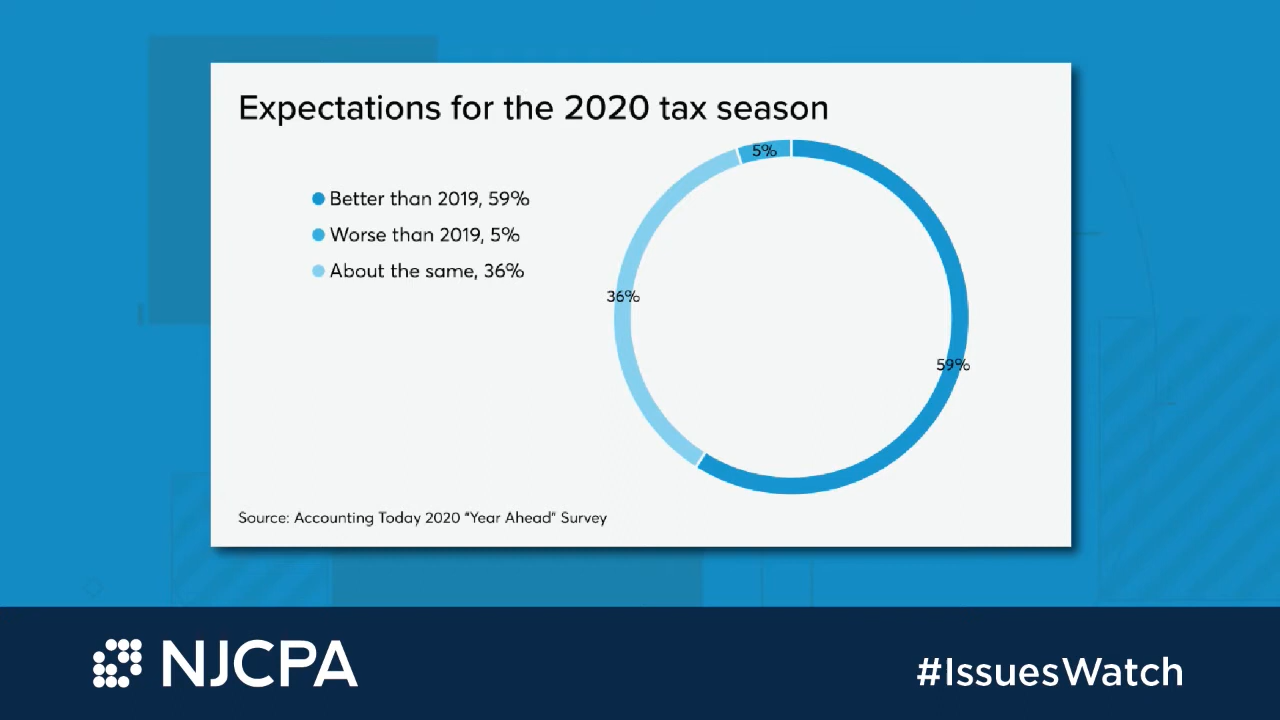 Expectations for the 2020 tax season
5%
Better than 2019, 59%
Worse than 2019, 5%
About the same, 36%
36%
59%
Source: Accounting Today 2020 “Year Ahead” Survey
NJCPA
#IssuesWatch